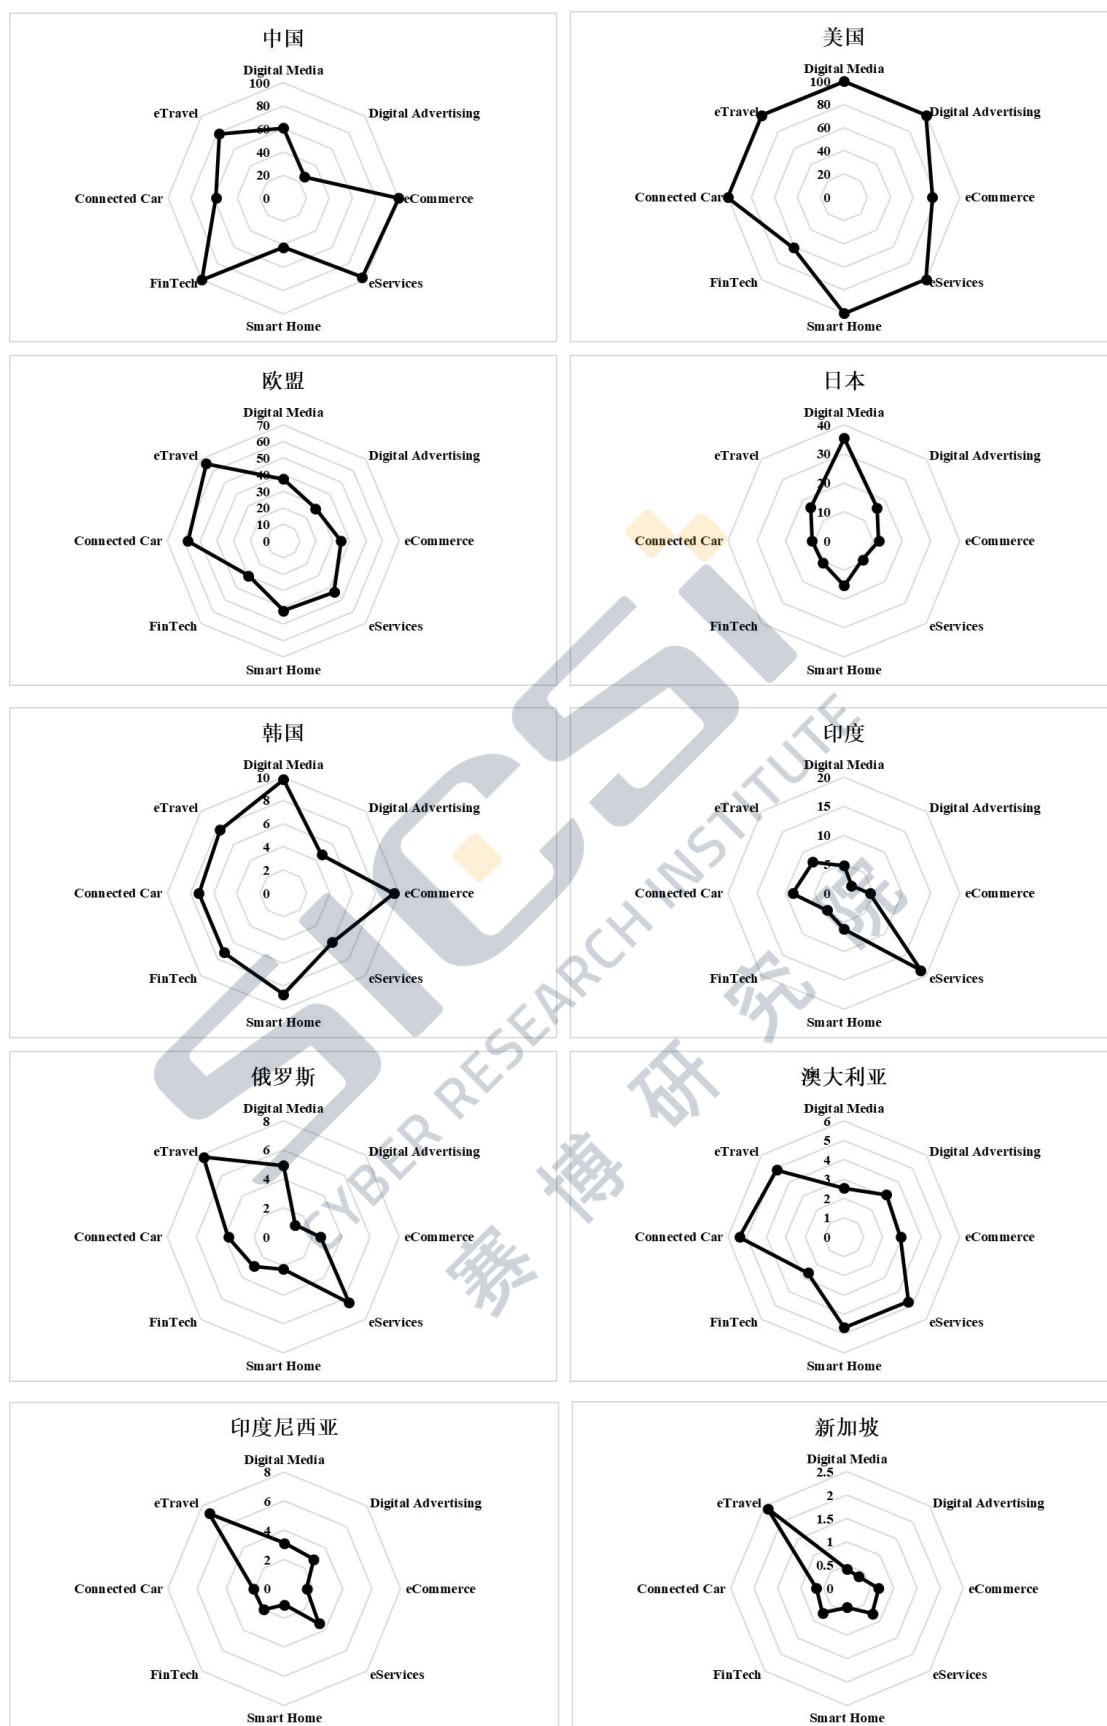 中国
Digital Media
100
80
60
40
20
0
Digital Advertising
eCommerce
eServices
Smart Home
FinTech
Connected Car
eTravel
美国
Digital Media
100
80
60
40
20
0
Digital Advertising
eCommerce
eServices
Smart Home
FinTech
Connected Car
eTravel
欧盟
Digital Media
70
60
50
40
30
20
10
0
Digital Advertising
eCommerce
eServices
Smart Home
FinTech
Connected Car
eTravel
日本
Digital Media
40
30
20
10
0
Digital Advertising
eCommerce
eServices
Smart Home
FinTech
Connected Car
eTravel
韩国
Digital Media
10
8
6
4
2
0
Digital Advertising
eCommerce
eServices
Smart Home
FinTech
Connected Car
eTravel
印度
Digital Media
20
15
10
5
0
Digital Advertising
eCommerce
eServices
Smart Home
FinTech
Connected Car
eTravel
俄罗斯
Digital Media
8
6
4
2
0
Digital Advertising
eCommerce
eServices
Smart Home
FinTech
Connected Car
eTravel
澳大利亚
Digital Media
6
5
4
3
2
1
0
Digital Advertising
eCommerce
eServices
Smart Home
FinTech
Connected Car
eTravel
印度尼西亚
Digital Media
8
6
4
2
0
Digital Advertising
eCommerce
eServices
Smart Home
FinTech
Connected Car
eTravel
新加坡
Digital Media
2.5
2
1.5
1
0.5
0
Digital Advertising
eCommerce
eServices
Smart Home
FinTech
Connected Car
eTravel
SICSI
CYBER RESEARCH INSTITUTE
赛博研究院